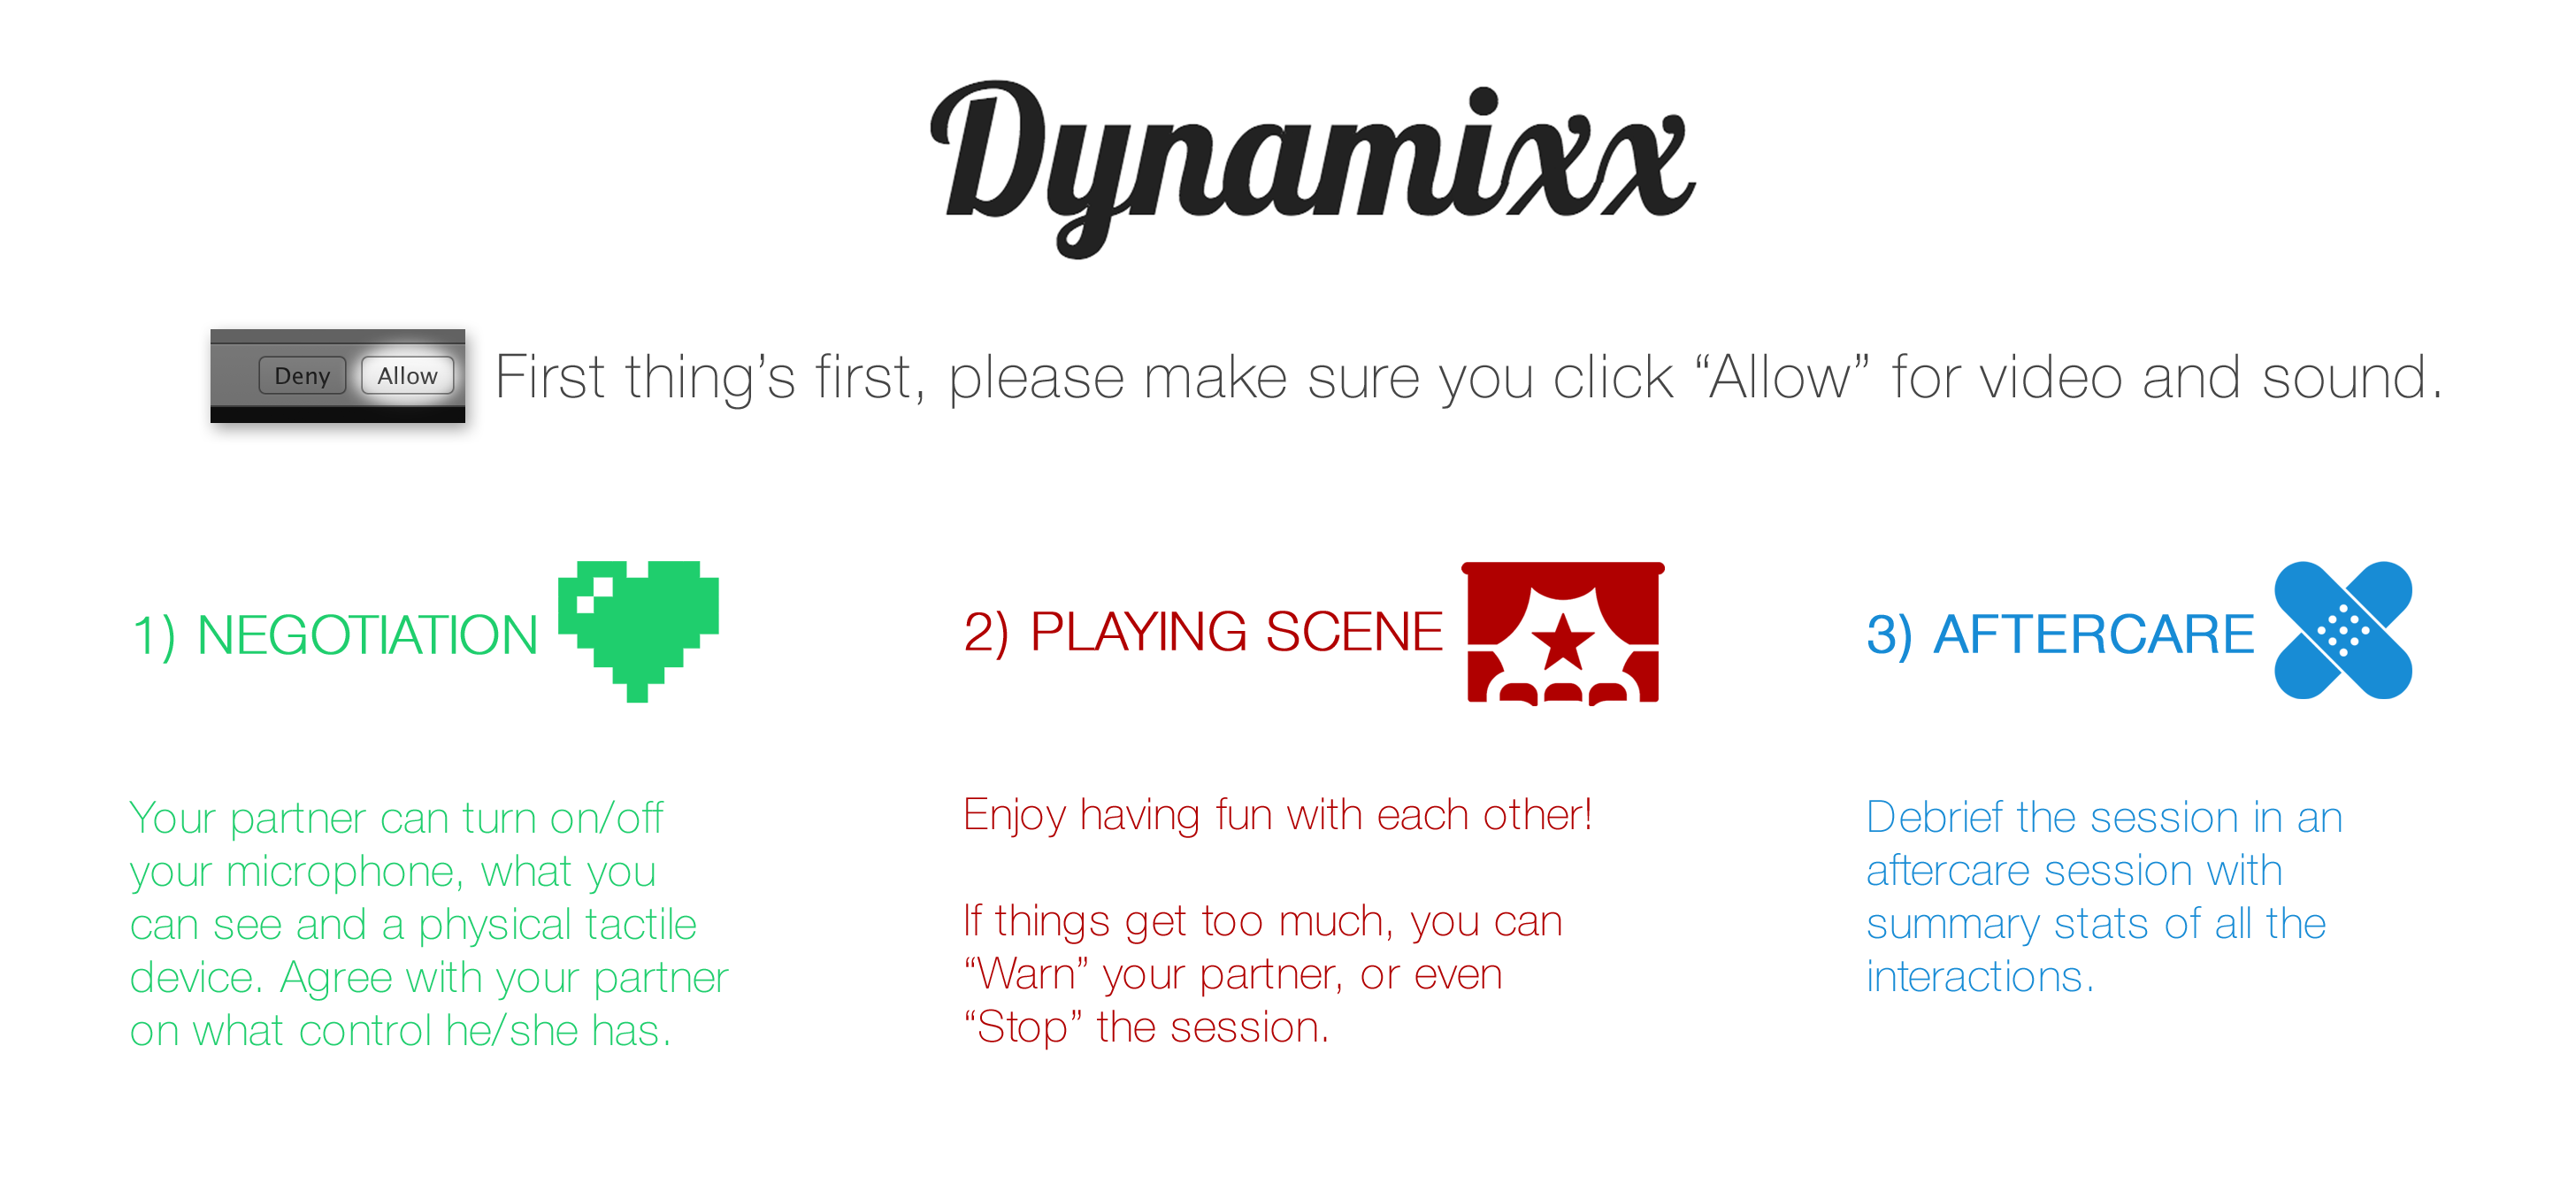 Dynamixx
Deny Allow
First thing’s first, please make sure you click “Allow” for video and sound.
1) NEGOTIATION
Your partner can turn on/off
your microphone, what you
can see and a physical tactile
device. Agree with your partner
on what control he/she has.
2) PLAYING SCENE
Enjoy having fun with each other!
If things get too much, you can
“Warn” your partner, or even
“Stop” the session.
3) AFTERCARE
Debrief the session in an
aftercare session with
summary stats of all the
interactions.